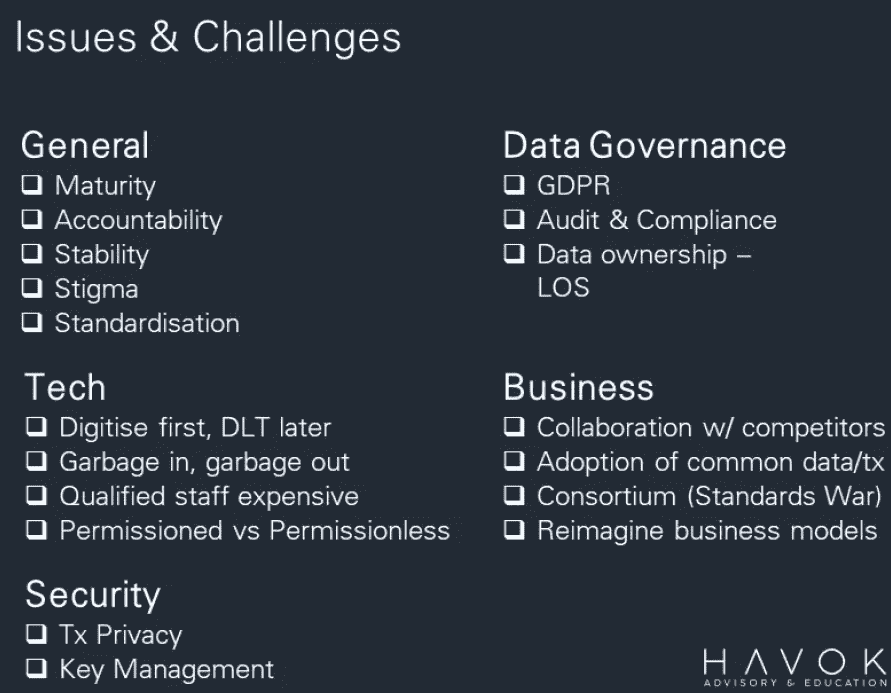 Issues & Challenges
General
❑ Maturity
❑ Accountability
❑ Stability
❑ Stigma
❑ Standardisation
Data Governance
❑ GDPR
❑ Audit & Compliance
❑ Data ownership –
LOS
Tech
❑ Digitise first, DLT later
❑ Garbage in, garbage out
❑ Qualified staff expensive
❑ Permissioned vs Permissionless
Business
❑ Collaboration w/ competitors
❑ Adoption of common data/tx
❑ Consortium (Standards War)
❑ Reimagine business models
Security
❑ Tx Privacy
❑ Key Management
HAVOK
ADVISORY & EDUCATION